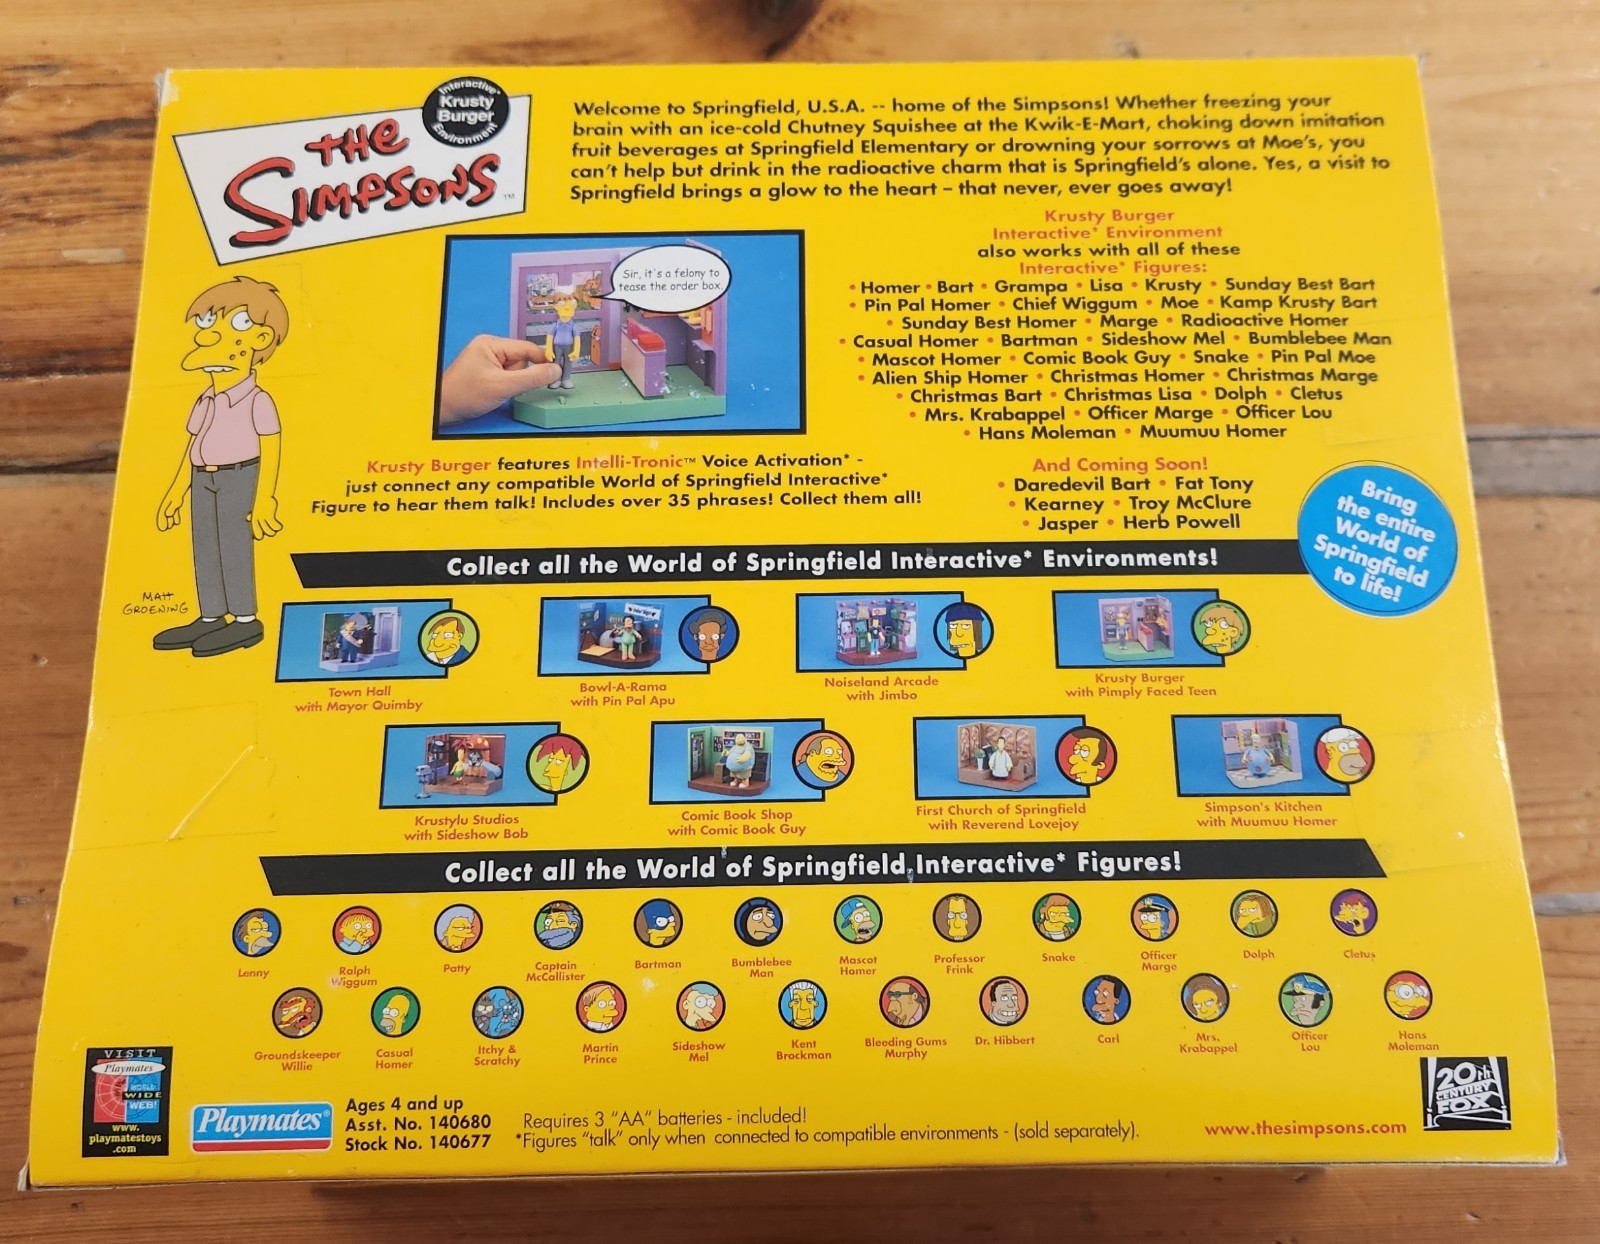 Interactive*
Krusty
Burger
Environment
THE
SIMPSONS™
Welcome to Springfield, U.S.A. -- home of the Simpsons! Whether freezing your
brain with an ice-cold Chutney Squishee at the Kwik-E-Mart, choking down imitation
fruit beverages at Springfield Elementary or drowning your sorrows at Moe's, you
can't help but drink in the radioactive charm that is Springfield's alone. Yes, a visit to
Springfield brings a glow to the heart – that never, ever goes away!
Sir, it's a felony to
tease the order box.
Krusty Burger
Interactive* Environment
also works with all of these
Interactive* Figures:
• Homer • Bart • Grampa • Lisa • Krusty • Sunday Best Bart
• Pin Pal Homer • Chief Wiggum • Moe • Kamp Krusty Bart
• Sunday Best Homer • Marge • Radioactive Homer
• Casual Homer • Bartman • Sideshow Mel • Bumblebee Man
• Mascot Homer • Comic Book Guy • Snake • Pin Pal Moe
• Alien Ship Homer • Christmas Homer • Christmas Marge
• Christmas Bart • Christmas Lisa • Dolph • Cletus
• Mrs. Krabappel • Officer Marge • Officer Lou
• Hans Moleman • Muumuu Homer
Krusty Burger features Intelli-Tronic™ Voice Activation* -
just connect any compatible World of Springfield Interactive*
Figure to hear them talk! Includes over 35 phrases! Collect them all!
And Coming Soon!
• Daredevil Bart • Fat Tony
• Kearney • Troy McClure
• Jasper • Herb Powell
Bring
the entire
World of
Springfield
to life!
MATT
GROENING
Collect all the World of Springfield Interactive* Environments!
Town Hall
with Mayor Quimby
Bowl-A-Rama
with Pin Pal Apu
Noiseland Arcade
with Jimbo
Krusty Burger
with Pimply Faced Teen
Krustylu Studios
with Sideshow Bob
Comic Book Shop
with Comic Book Guy
First Church of Springfield
with Reverend Lovejoy
Simpson's Kitchen
with Muumuu Homer
Collect all the World of Springfield Interactive* Figures!
Lenny
Ralph
Wiggum
Patty
Captain
McCallister
Bartman
Bumblebee
Man
Mascot
Homer
Professor
Frink
Snake
Officer
Marge
Dolph
Cletus
Groundskeeper
Willie
Casual
Homer
Itchy &
Scratchy
Martin
Prince
Sideshow
Mel
Kent
Brockman
Bleeding Gums
Murphy
Dr. Hibbert
Carl
Mrs.
Krabappel
Officer
Lou
Hans
Moleman
VISIT
Playmates
WORLD
WIDE
WEB!
www.
playmatestoys
.com
Playmates®
Ages 4 and up
Asst. No. 140680
Stock No. 140677
Requires 3 "AA" batteries - included!
*Figures "talk" only when connected to compatible environments - (sold separately).
www.thesimpsons.com
20th
CENTURY
FOX